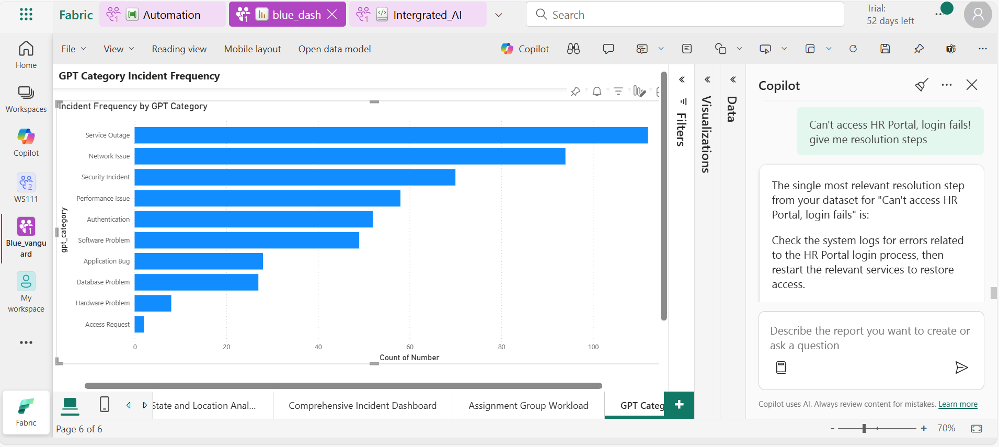 Fabric
1
Automation
1
blue_dash
1
Intergrated_AI
Search
Trial:
52 days left
Home
Workspaces
Copilot
2
WS111
1
Blue_vangu
ard
My
workspace
Fabric
File
View
Reading view
Mobile layout
Open data model
Copilot
GPT Category Incident Frequency
Incident Frequency by GPT Category
gpt_category
Service Outage
Network Issue
Security Incident
Performance Issue
Authentication
Software Problem
Application Bug
Database Problem
Hardware Problem
Access Request
0
20
40
60
80
100
Count of Number
Filters
Visualizations
Data
Copilot
Can't access HR Portal, login fails!
give me resolution steps
The single most relevant resolution step
from your dataset for "Can't access HR
Portal, login fails" is:
Check the system logs for errors related
to the HR Portal login process, then
restart the relevant services to restore
access.
Describe the report you want to create or
ask a question
Copilot uses AI. Always review content for mistakes. Learn more
State and Location Anal...
Comprehensive Incident Dashboard
Assignment Group Workload
GPT Categ
+
Page 6 of 6
- + 70%